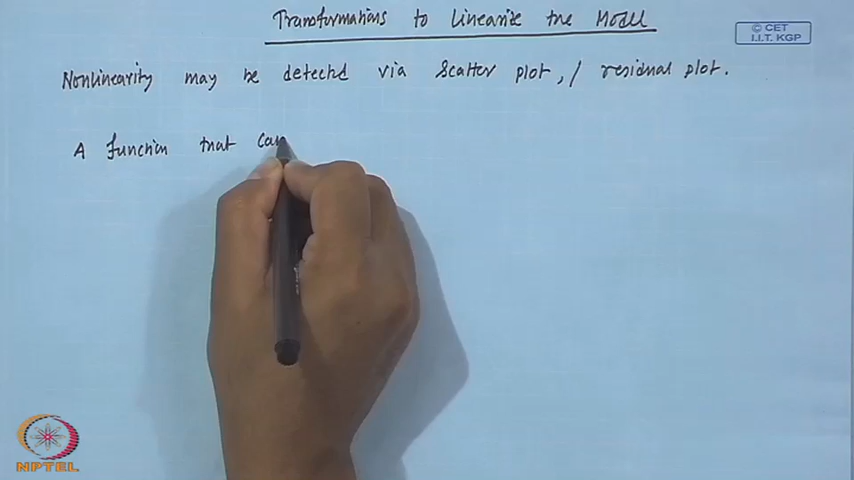 Transformations to linearize the Model
© CET
I.I.T. KGP
Nonlinearity may be detected via Scatter plot, / residual plot.
A function that can
NPTEL